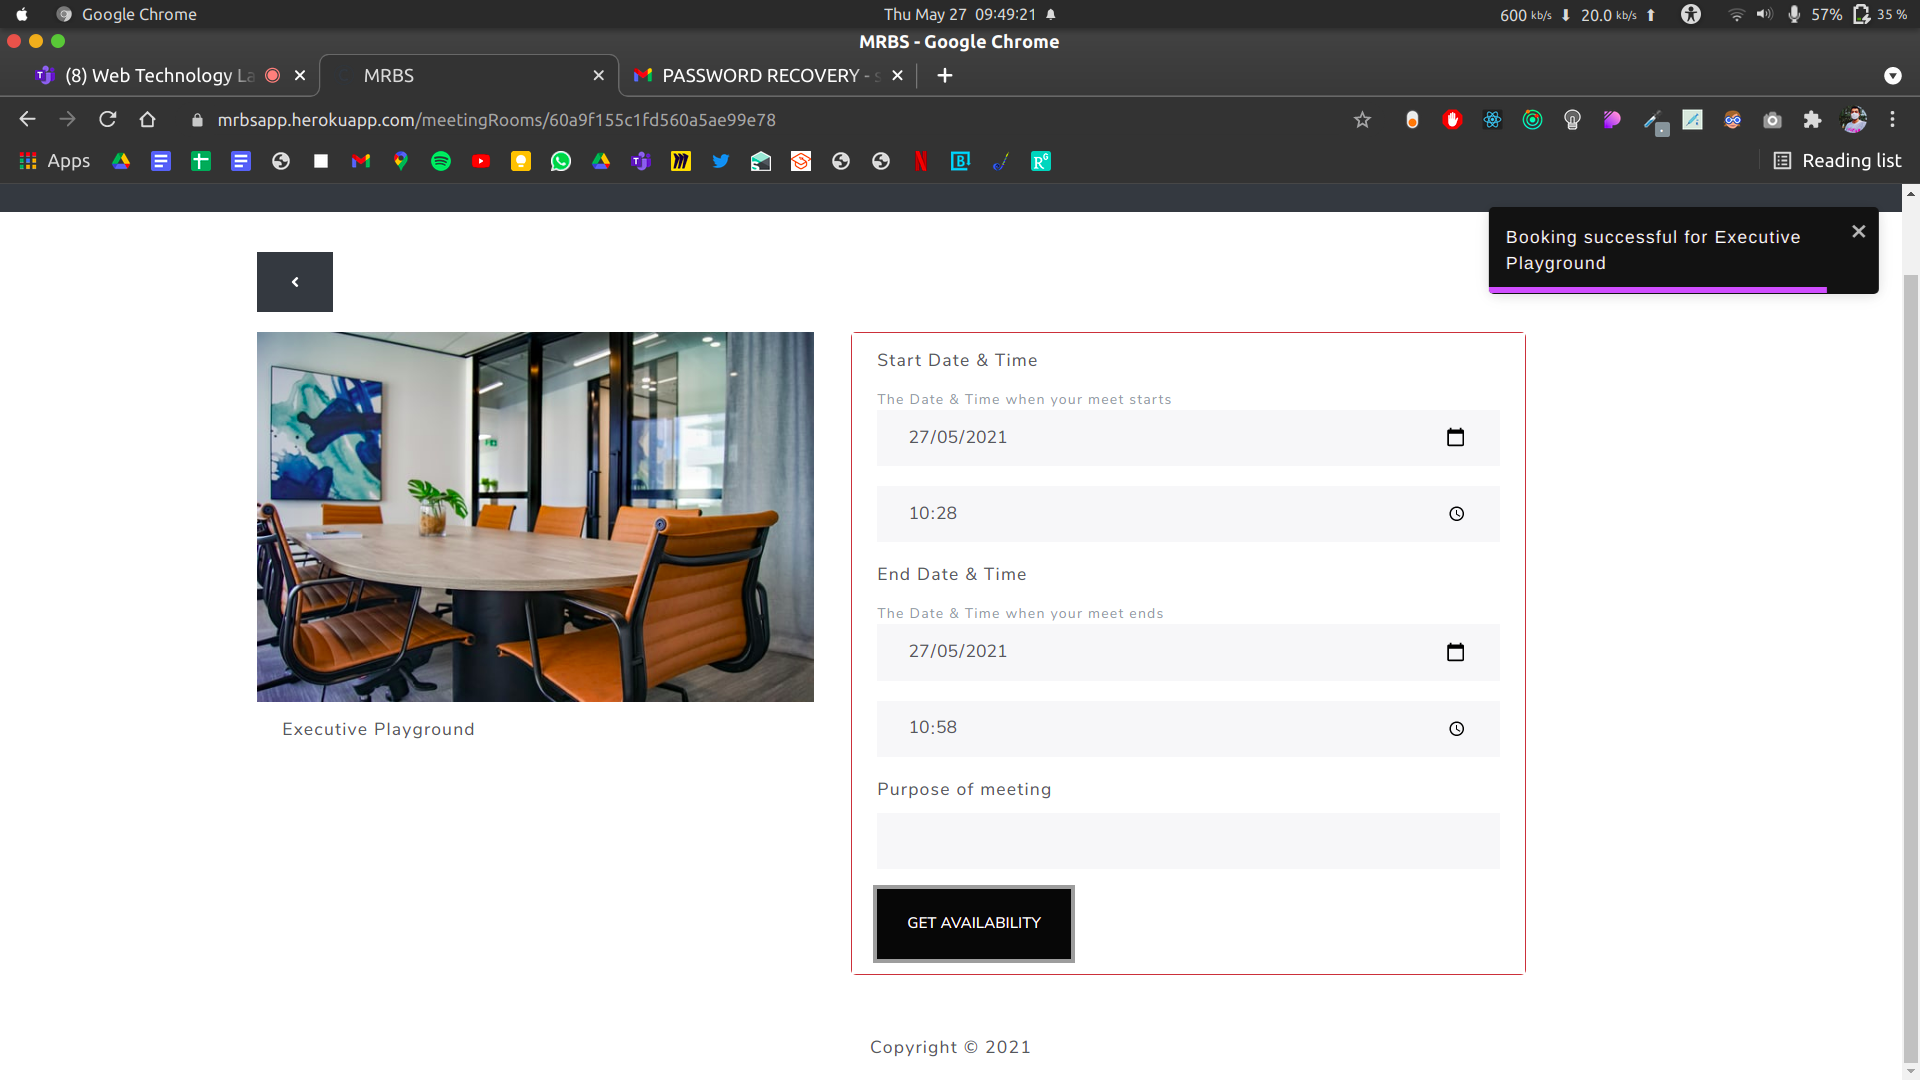 Google Chrome
Thu May 27 09:49:21
600 kb/s 20.0 kb/s 57% 35 %
MRBS - Google Chrome
(8) Web Technology La
MRBS
PASSWORD RECOVERY - s
mrbsapp.herokuapp.com/meetingRooms/60a9f155c1fd560a5ae99e78
Apps
Reading list
Booking successful for Executive
Playground
Start Date & Time
The Date & Time when your meet starts
27/05/2021
10:28
End Date & Time
The Date & Time when your meet ends
27/05/2021
10:58
Executive Playground
Purpose of meeting
GET AVAILABILITY
Copyright © 2021